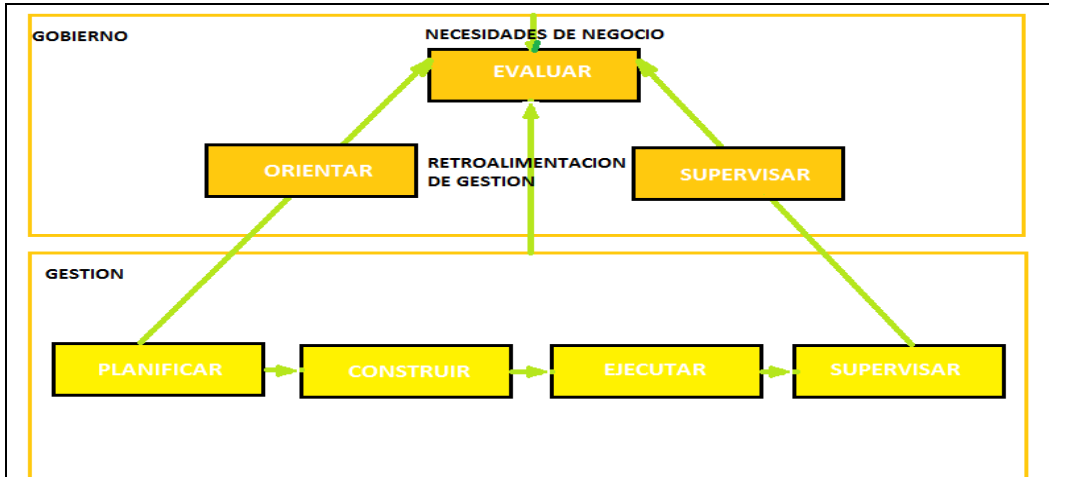 GOBIERNO
NECESIDADES DE NEGOCIO
EVALUAR
ORIENTAR
RETROALIMENTACION
DE GESTION
SUPERVISAR
GESTION
PLANIFICAR
CONSTRUIR
EJECUTAR
SUPERVISAR